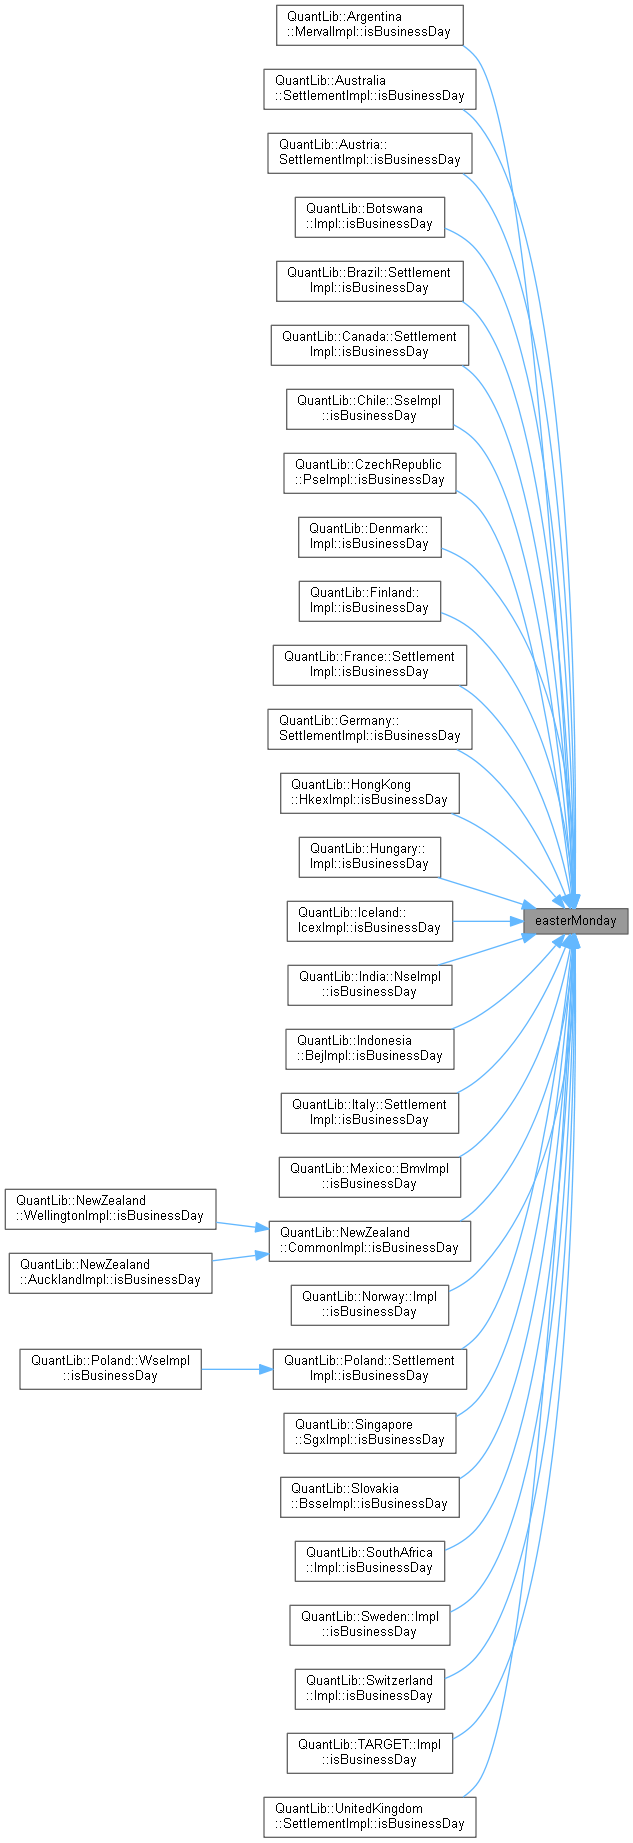 QuantLib::Argentina
::MervalImpl::isBusinessDay
QuantLib::Australia
::SettlementImpl::isBusinessDay
QuantLib::Austria::
SettlementImpl::isBusinessDay
QuantLib::Botswana
::Impl::isBusinessDay
QuantLib::Brazil::Settlement
Impl::isBusinessDay
QuantLib::Canada::Settlement
Impl::isBusinessDay
QuantLib::Chile::SseImpl
::isBusinessDay
QuantLib::CzechRepublic
::PseImpl::isBusinessDay
QuantLib::Denmark::
Impl::isBusinessDay
QuantLib::Finland::
Impl::isBusinessDay
QuantLib::France::Settlement
Impl::isBusinessDay
QuantLib::Germany::
SettlementImpl::isBusinessDay
QuantLib::HongKong
::HkexImpl::isBusinessDay
QuantLib::Hungary::
Impl::isBusinessDay
QuantLib::Iceland::
IcexImpl::isBusinessDay
easterMonday
QuantLib::India::NseImpl
::isBusinessDay
QuantLib::Indonesia
::BejImpl::isBusinessDay
QuantLib::Italy::Settlement
Impl::isBusinessDay
QuantLib::Mexico::BmvImpl
::isBusinessDay
QuantLib::NewZealand
::WellingtonImpl::isBusinessDay
QuantLib::NewZealand
::CommonImpl::isBusinessDay
QuantLib::NewZealand
::AucklandImpl::isBusinessDay
QuantLib::Norway::Impl
::isBusinessDay
QuantLib::Poland::WseImpl
::isBusinessDay
QuantLib::Poland::Settlement
Impl::isBusinessDay
QuantLib::Singapore
::SgxImpl::isBusinessDay
QuantLib::Slovakia
::BsseImpl::isBusinessDay
QuantLib::SouthAfrica
::Impl::isBusinessDay
QuantLib::Sweden::Impl
::isBusinessDay
QuantLib::Switzerland
::Impl::isBusinessDay
QuantLib::TARGET::Impl
::isBusinessDay
QuantLib::UnitedKingdom
::SettlementImpl::isBusinessDay